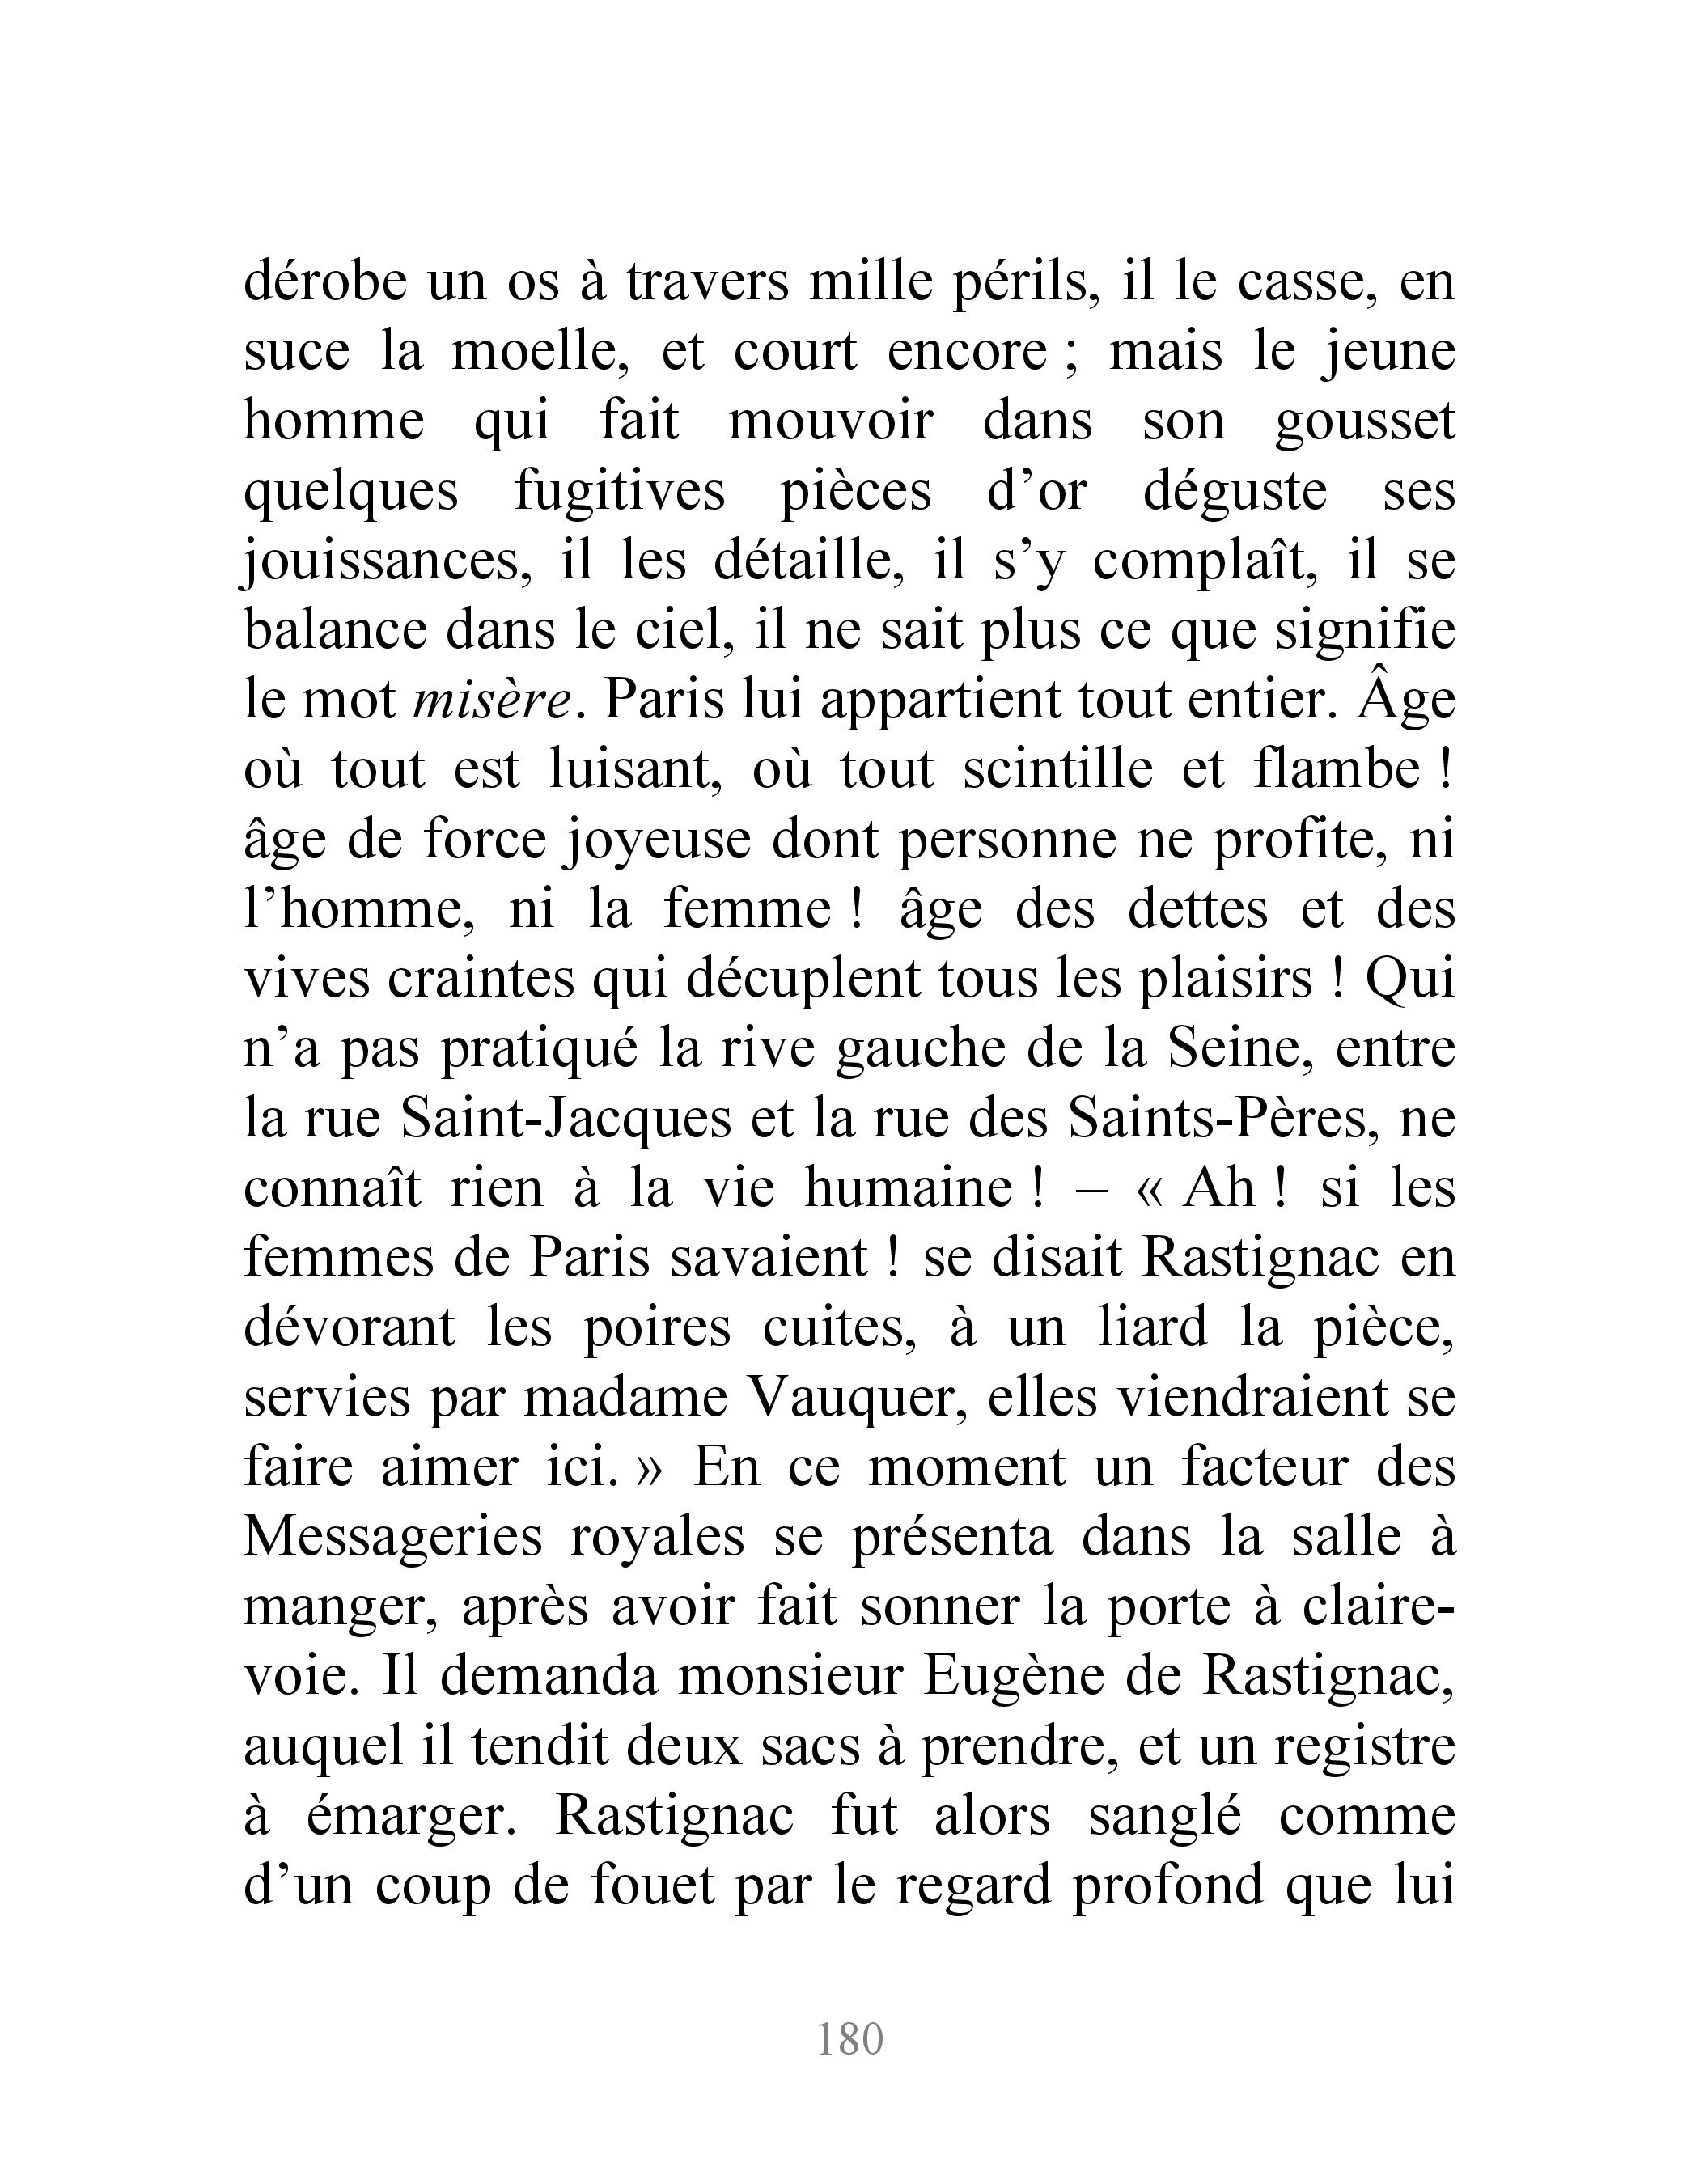 dérobe un os à travers mille périls, il le casse, en
suce la moelle, et court encore ; mais le jeune
homme qui fait mouvoir dans son gousset
quelques fugitives pièces d’or déguste ses
jouissances, il les détaille, il s’y complaît, il se
balance dans le ciel, il ne sait plus ce que signifie
le mot misère. Paris lui appartient tout entier. Âge
où tout est luisant, où tout scintille et flambe !
âge de force joyeuse dont personne ne profite, ni
l’homme, ni la femme ! âge des dettes et des
vives craintes qui décuplent tous les plaisirs ! Qui
n’a pas pratiqué la rive gauche de la Seine, entre
la rue Saint-Jacques et la rue des Saints-Pères, ne
connaît rien à la vie humaine ! – « Ah ! si les
femmes de Paris savaient ! se disait Rastignac en
dévorant les poires cuites, à un liard la pièce,
servies par madame Vauquer, elles viendraient se
faire aimer ici. » En ce moment un facteur des
Messageries royales se présenta dans la salle à
manger, après avoir fait sonner la porte à claire-
voie. Il demanda monsieur Eugène de Rastignac,
auquel il tendit deux sacs à prendre, et un registre
à émarger. Rastignac fut alors sanglé comme
d’un coup de fouet par le regard profond que lui
180